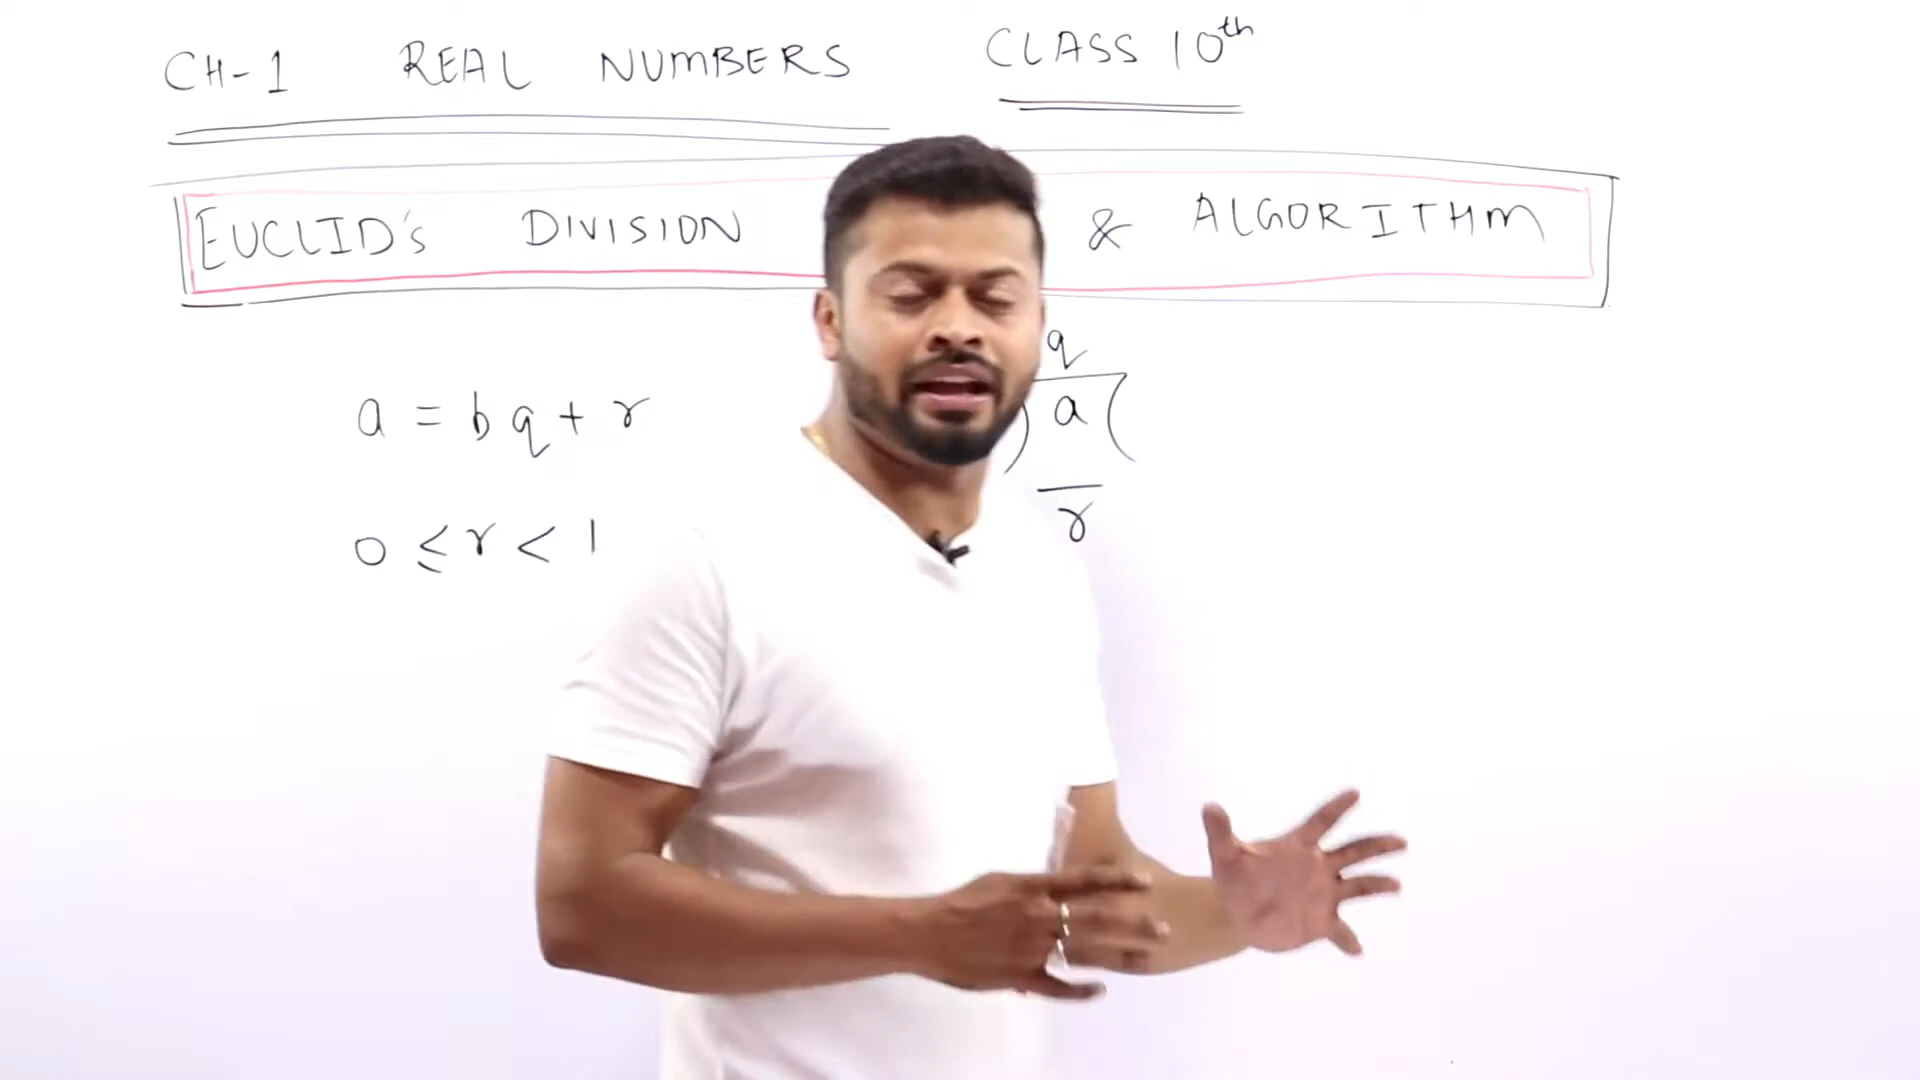 CH-1 REAL NUMBERS CLASS 10th
EUCLID's DIVISION & ALGORITHM
q
a = bq + r
) a (
r
0 ≤ r <